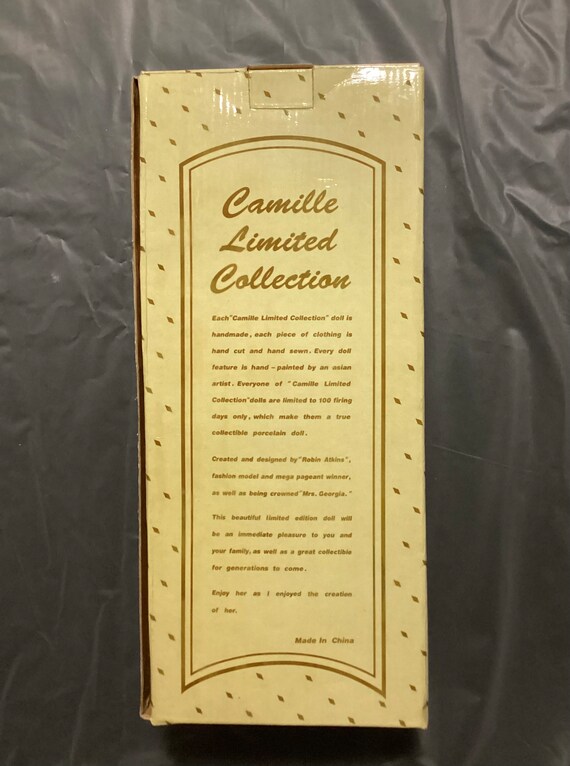 Camille
Limited
Collection
Each"Camille Limited Collection" doll is
handmade, each piece of clothing is
hand cut and hand sewn. Every doll
feature is hand-painted by an asian
artist. Everyone of "Camille Limited
Collection"dolls are limited to 100 firing
days only, which make them a true
collectible porcelain doll.
Created and designed by"Robin Atkins",
fashion model and mega pageant winner,
as well as being crowned"Mrs. Georgia."
This beautiful limited edition doll will
be an immediate pleasure to you and
your family, as well as a great collectible
for generations to come.
Enjoy her as I enjoyed the creation
of her.
Made In China